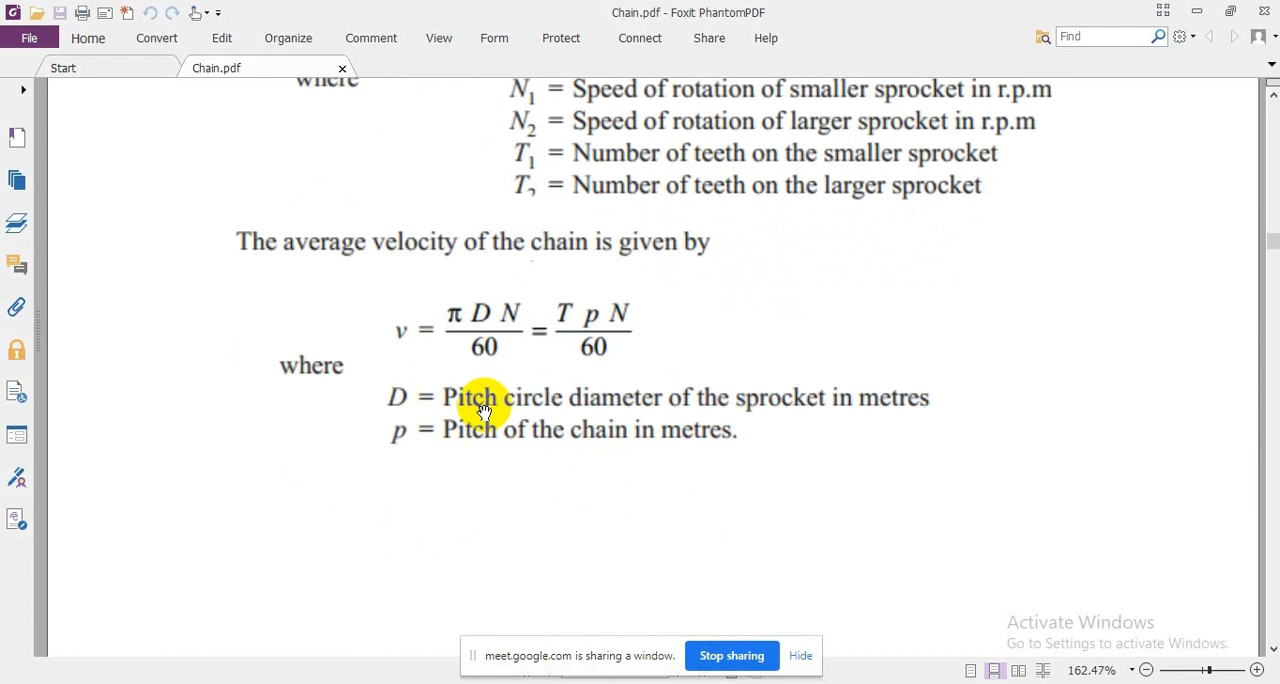 Chain.pdf - Foxit PhantomPDF
File Home Convert Edit Organize Comment View Form Protect Connect Share Help Find
Start Chain.pdf
where
N₁ = Speed of rotation of smaller sprocket in r.p.m
N₂ = Speed of rotation of larger sprocket in r.p.m
T₁ = Number of teeth on the smaller sprocket
T₂ = Number of teeth on the larger sprocket
The average velocity of the chain is given by
v = π D N / 60 = T p N / 60
where
D = Pitch circle diameter of the sprocket in metres
p = Pitch of the chain in metres.
Activate Windows
Go to Settings to activate Windows.
meet.google.com is sharing a window. Stop sharing Hide
162.47%